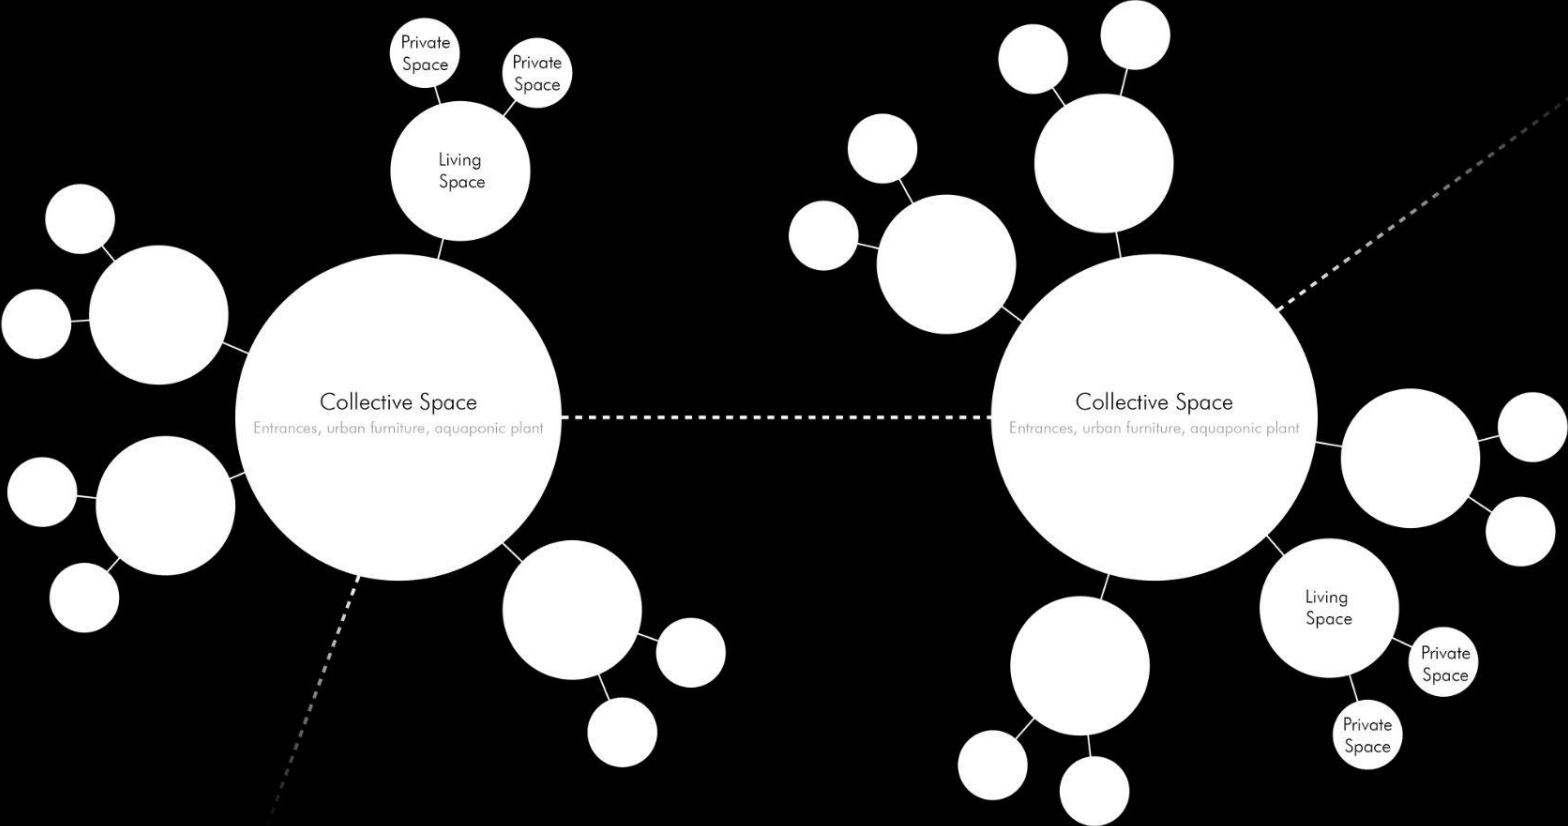 Private
Space
Private
Space
Living
Space
Collective Space
Entrances, urban furniture, aquaponic plant
Collective Space
Entrances, urban furniture, aquaponic plant
Living
Space
Private
Space
Private
Space